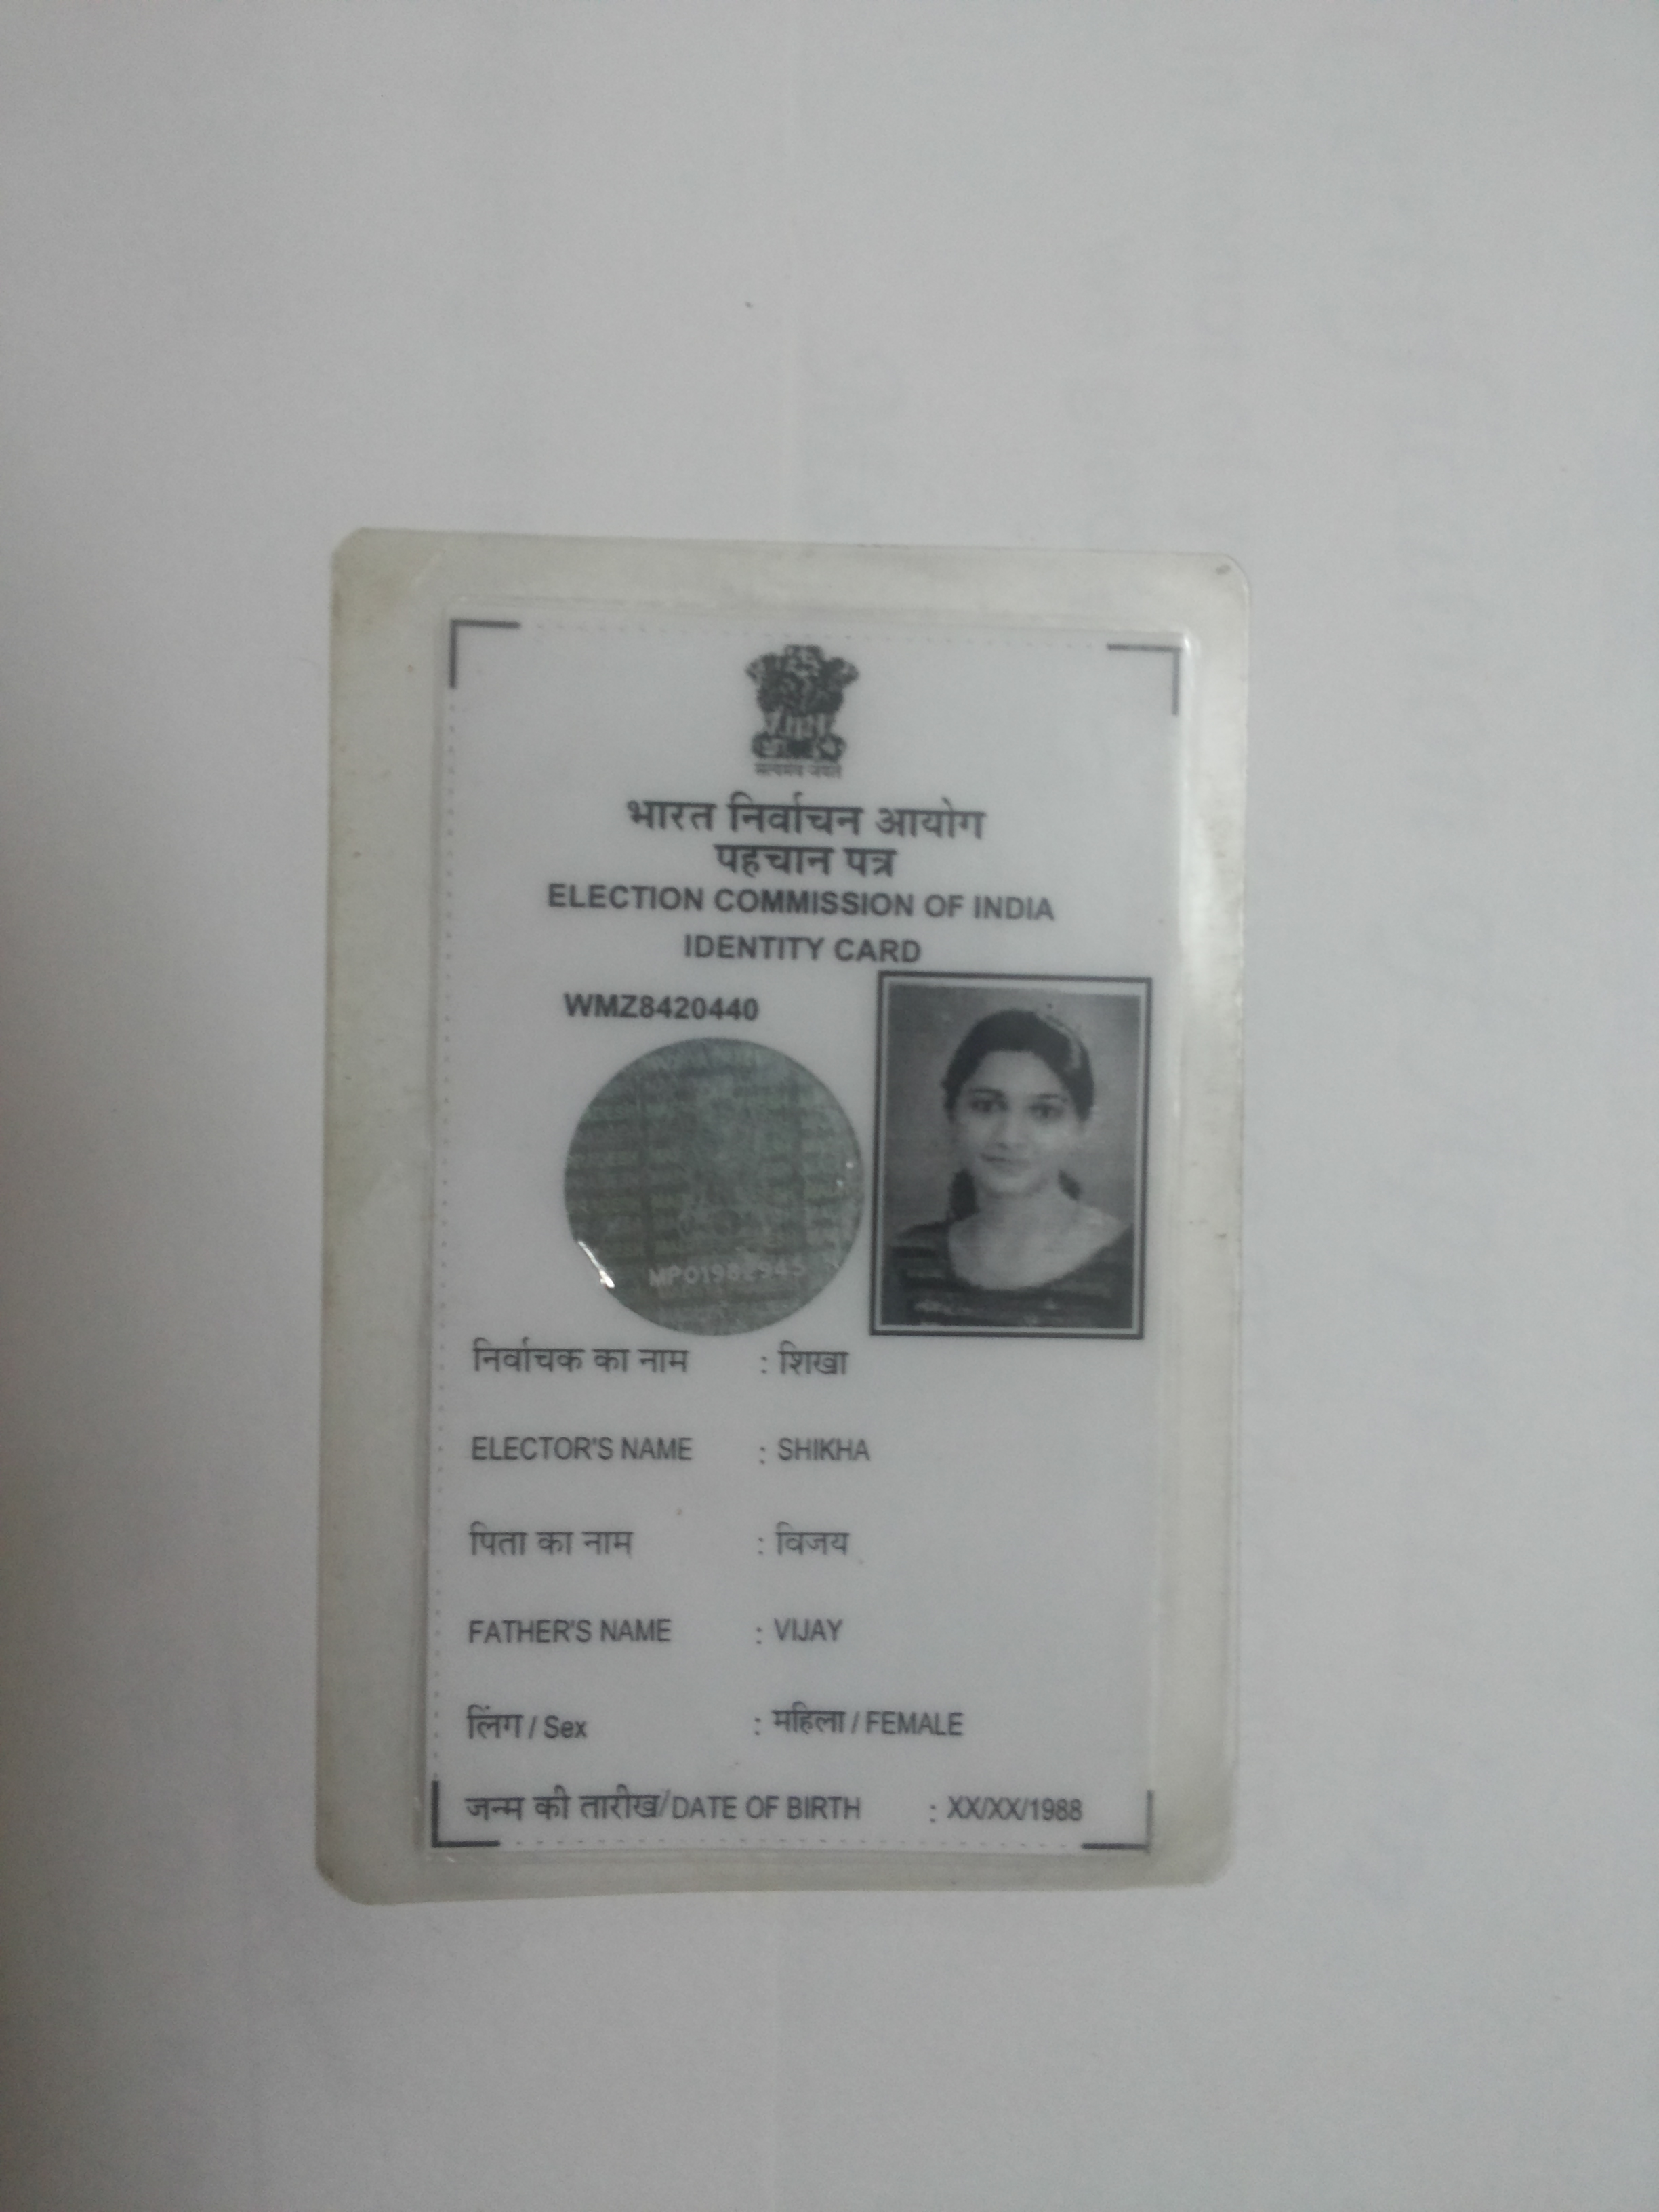 सत्यमेव जयते
भारत निर्वाचन आयोग
पहचान पत्र
ELECTION COMMISSION OF INDIA
IDENTITY CARD
WMZ8420440
MP01982945
निर्वाचक का नाम : शिखा
ELECTOR'S NAME : SHIKHA
पिता का नाम : विजय
FATHER'S NAME : VIJAY
लिंग / Sex : महिला / FEMALE
जन्म की तारीख/DATE OF BIRTH : XX/XX/1988